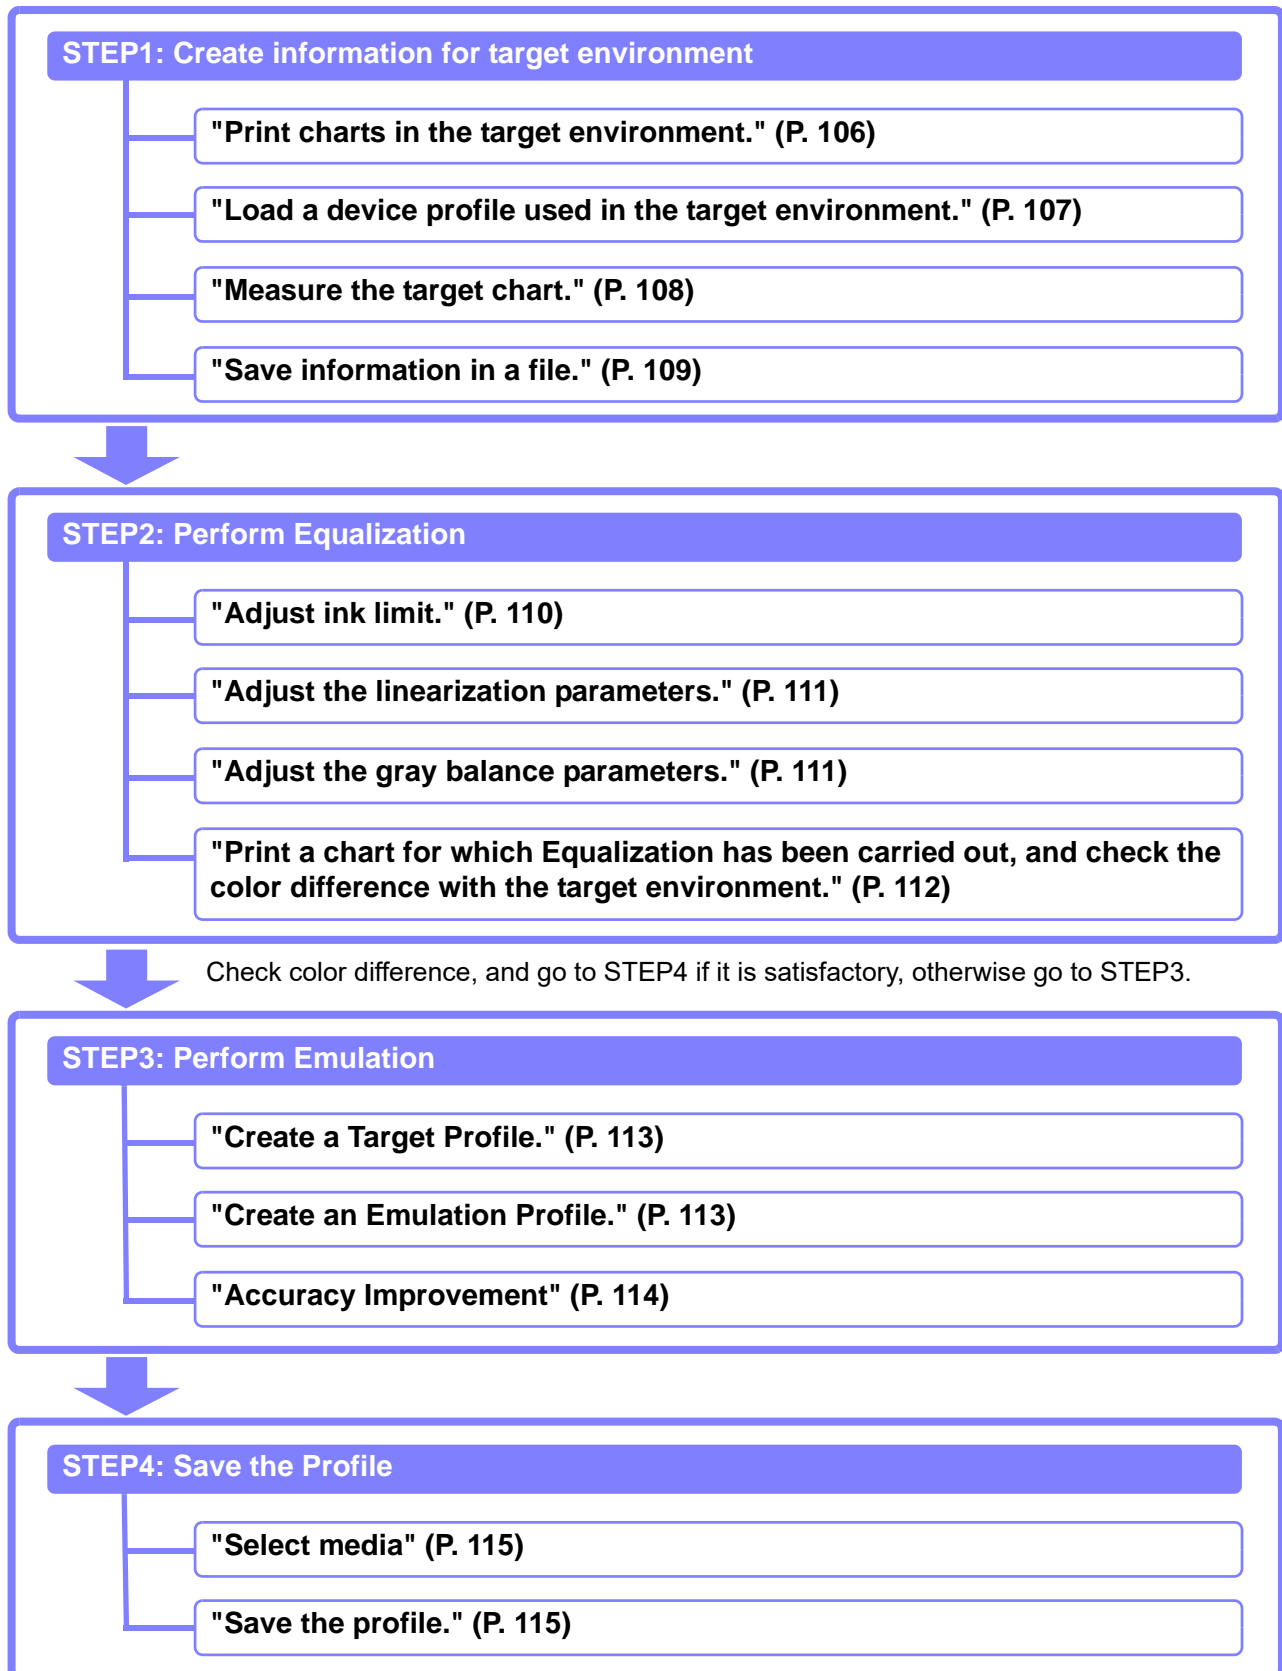 STEP1: Create information for target environment
"Print charts in the target environment." (P. 106)
"Load a device profile used in the target environment." (P. 107)
"Measure the target chart." (P. 108)
"Save information in a file." (P. 109)
STEP2: Perform Equalization
"Adjust ink limit." (P. 110)
"Adjust the linearization parameters." (P. 111)
"Adjust the gray balance parameters." (P. 111)
"Print a chart for which Equalization has been carried out, and check the
color difference with the target environment." (P. 112)
Check color difference, and go to STEP4 if it is satisfactory, otherwise go to STEP3.
STEP3: Perform Emulation
"Create a Target Profile." (P. 113)
"Create an Emulation Profile." (P. 113)
"Accuracy Improvement" (P. 114)
STEP4: Save the Profile
"Select media" (P. 115)
"Save the profile." (P. 115)